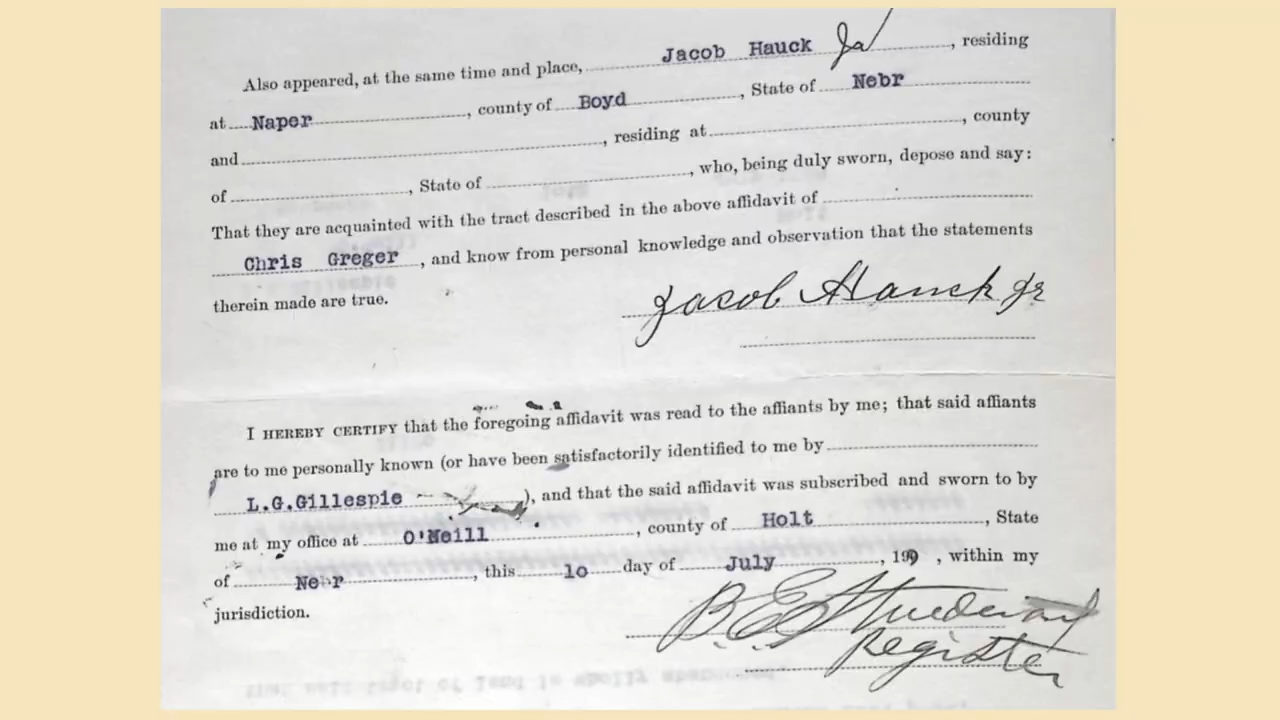 Also appeared, at the same time and place, Jacob Hauck Jr, residing
at Naper, county of Boyd, State of Nebr
and, residing at, county
of, State of, who, being duly sworn, depose and say:
That they are acquainted with the tract described in the above affidavit of
Chris Greger, and know from personal knowledge and observation that the statements
therein made are true.
Jacob Hauck Jr
I HEREBY CERTIFY that the foregoing affidavit was read to the affiants by me; that said affiants
are to me personally known (or have been satisfactorily identified to me by
L.G.Gillespie), and that the said affidavit was subscribed and sworn to by
me at my office at O'Neill, county of Holt, State
of Nebr, this 10 day of July, 190, within my
jurisdiction.
B.E.
Register